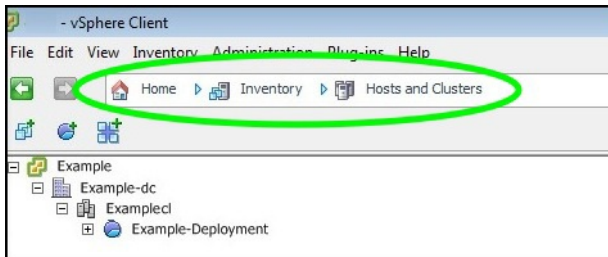 - vSphere Client
File Edit View Inventory Administration Plug-ins Help
Home Inventory Hosts and Clusters
Example
Example-dc
Examplecl
Example-Deployment